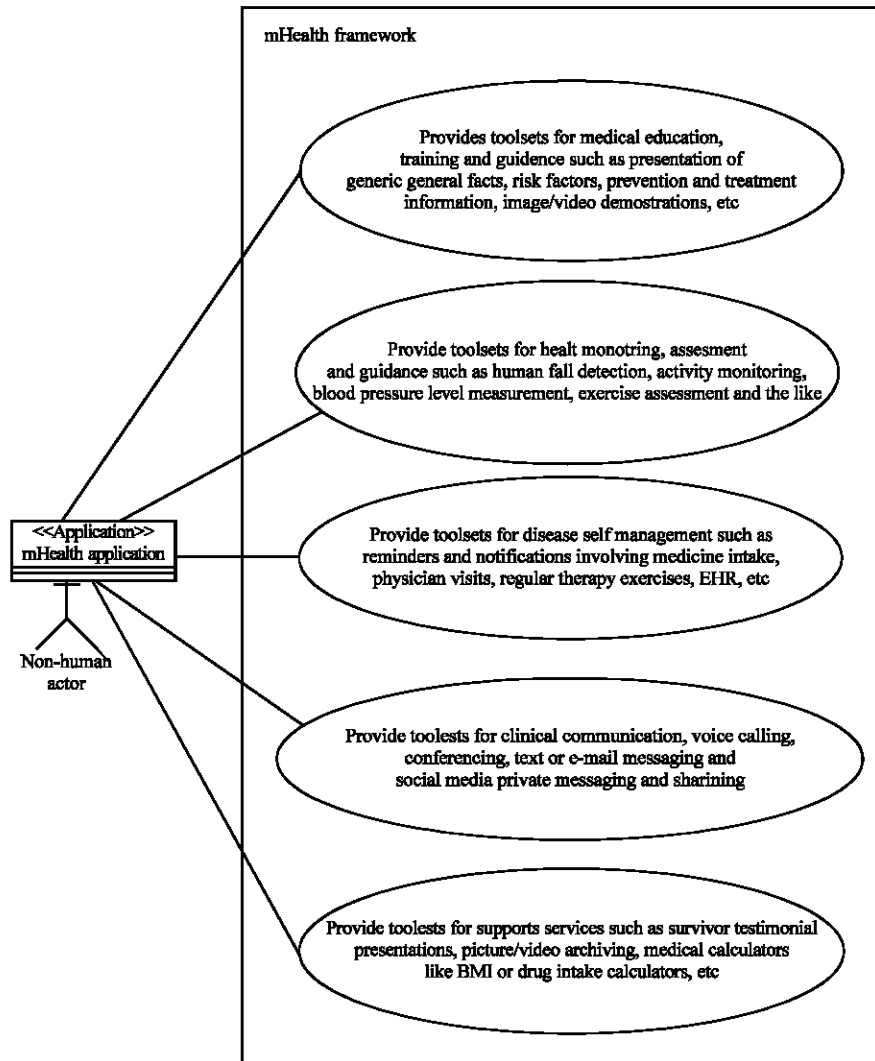 mHealth framework
Provides toolsets for medical education,
training and guidence such as presentation of
generic general facts, risk factors, prevention and treatment
information, image/video demostrations, etc
Provide toolsets for healt monotring, assesment
and guidance such as human fall detection, activity monitoring,
blood pressure level measurement, exercise assessment and the like
<<Application>>
mHealth application
Non-human
actor
Provide toolsets for disease self management such as
reminders and notifications involving medicine intake,
physician visits, regular therapy exercises, EHR, etc
Provide toolests for clinical communication, voice calling,
conferencing, text or e-mail messaging and
social media private messaging and sharining
Provide toolests for supports services such as survivor testimonial
presentations, picture/video archiving, medical calculators
like BMI or drug intake calculators, etc